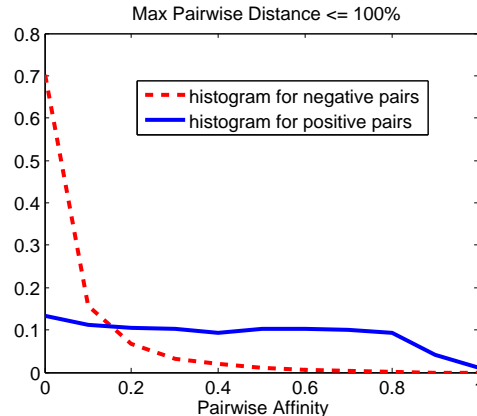 Max Pairwise Distance <= 100%
0.8
0.7
0.6
0.5
0.4
0.3
0.2
0.1
0
histogram for negative pairs
histogram for positive pairs
0 0.2 0.4 0.6 0.8 1
Pairwise Affinity